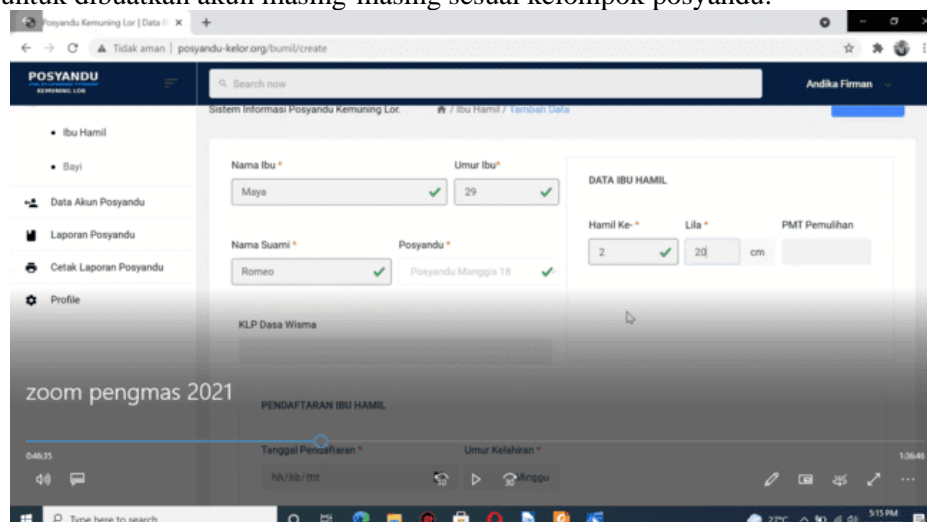 untuk dibuatkan akun masing-masing sesuai kelompok posyandu.
Posyandu Kemuning Lor | Data I
Tidak aman | posyandu-kelor.org/bumil/create
POSYANDU
KEMUNING LOR
Search now
Andika Firman
Sistem Informasi Posyandu Kemuning Lor.
/ Ibu Hamil / Tambah Data
Ibu Hamil
Bayi
Data Akun Posyandu
Laporan Posyandu
Cetak Laporan Posyandu
Profile
Nama Ibu *
Umur Ibu*
Maya
29
Nama Suami *
Posyandu *
Romeo
Posyandu Manggis 18
KLP Dasa Wisma
DATA IBU HAMIL
Hamil Ke- *
Lila *
PMT Pemulihan
2
20
cm
zoom pengmas 2021
PENDAFTARAN IBU HAMIL
Tanggal Pendaftaran *
Umur Kelahiran *
hh/bb/ttt
Minggu
0:46:35
1:36:46
10
30
Type here to search
27°C
5:15 PM